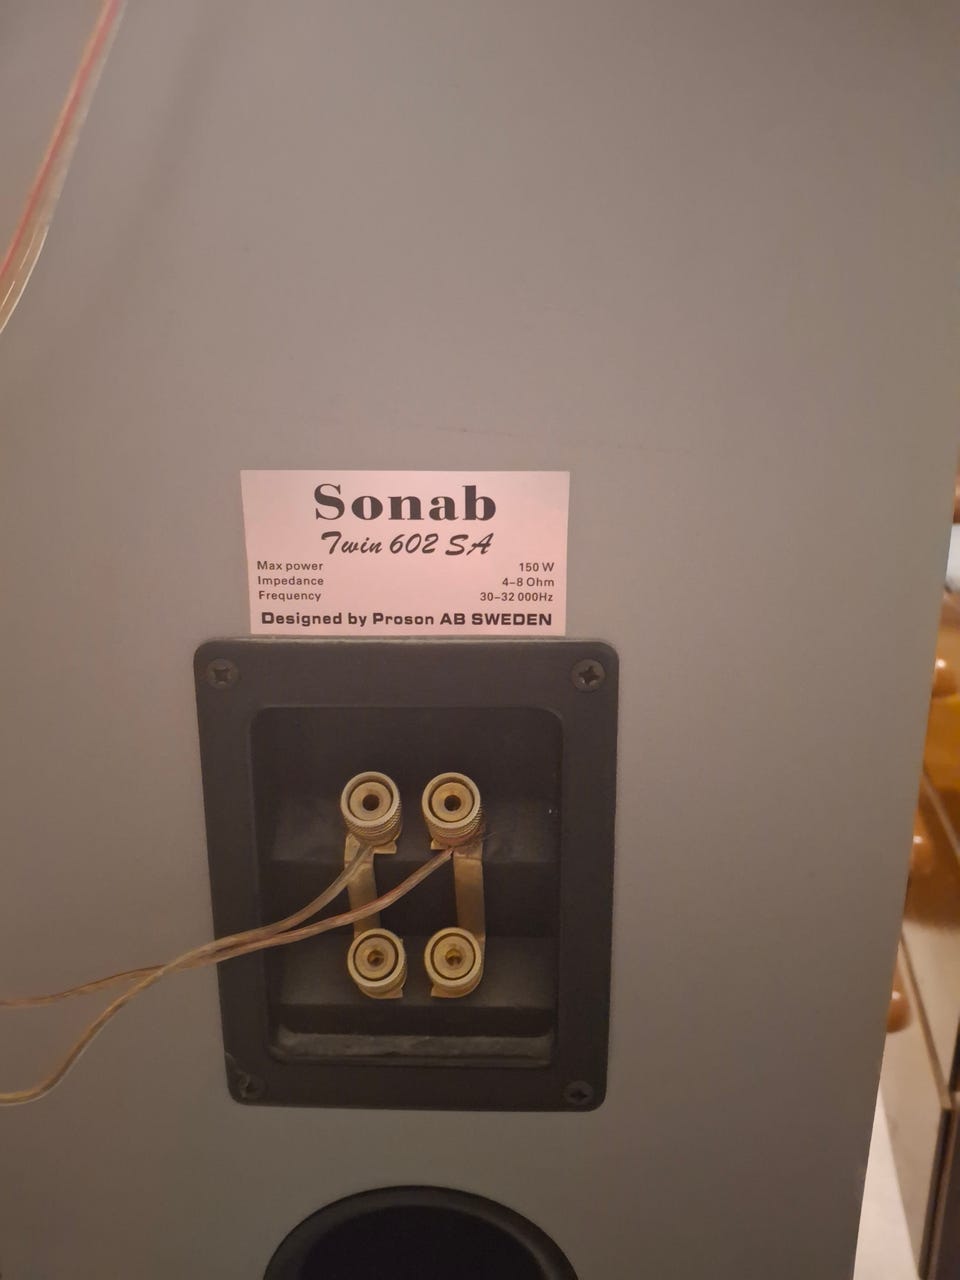 Sonab
Twin 602 SA
Max power 150 W
Impedance 4–8 Ohm
Frequency 30–32 000Hz
Designed by Proson AB SWEDEN